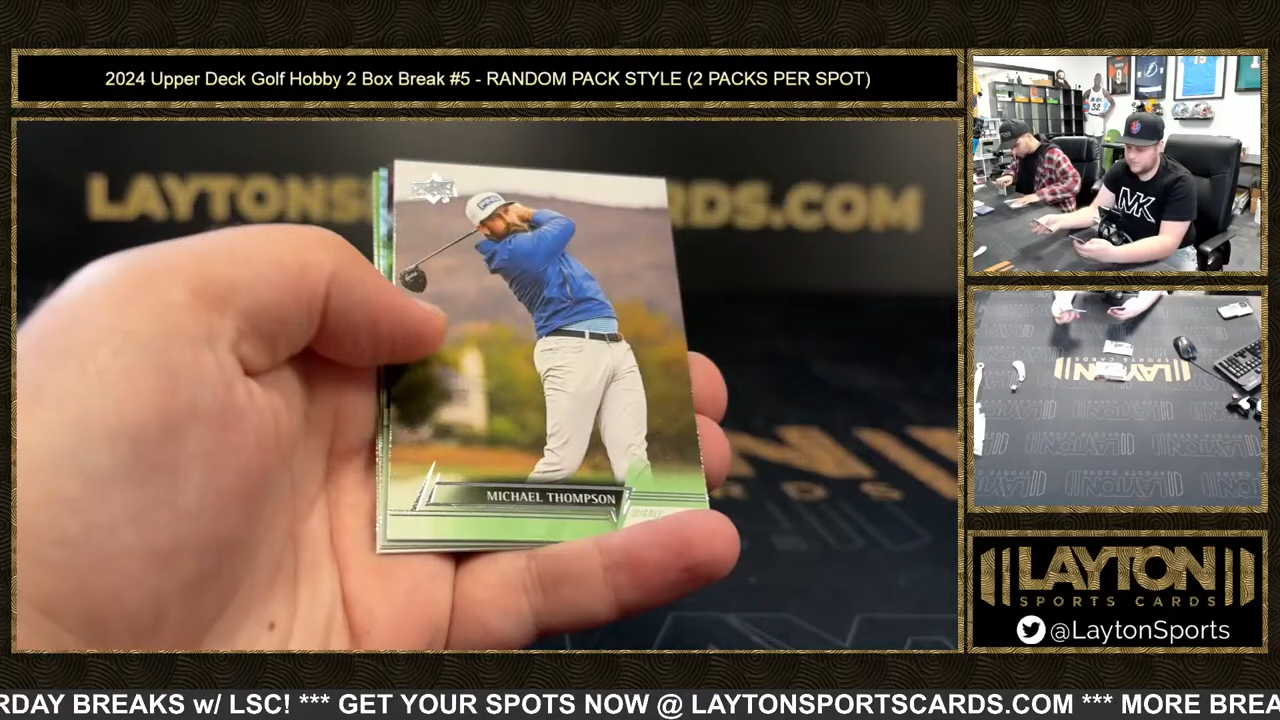 2024 Upper Deck Golf Hobby 2 Box Break #5 - RANDOM PACK STYLE (2 PACKS PER SPOT)
LAYTONS RDS.COM
PING
MICHAEL THOMPSON
LAYTON
SPORTS CARDS
@LaytonSports
RDAY BREAKS w/ LSC! *** GET YOUR SPOTS NOW @ LAYTONSPORTSCARDS.COM *** MORE BREA